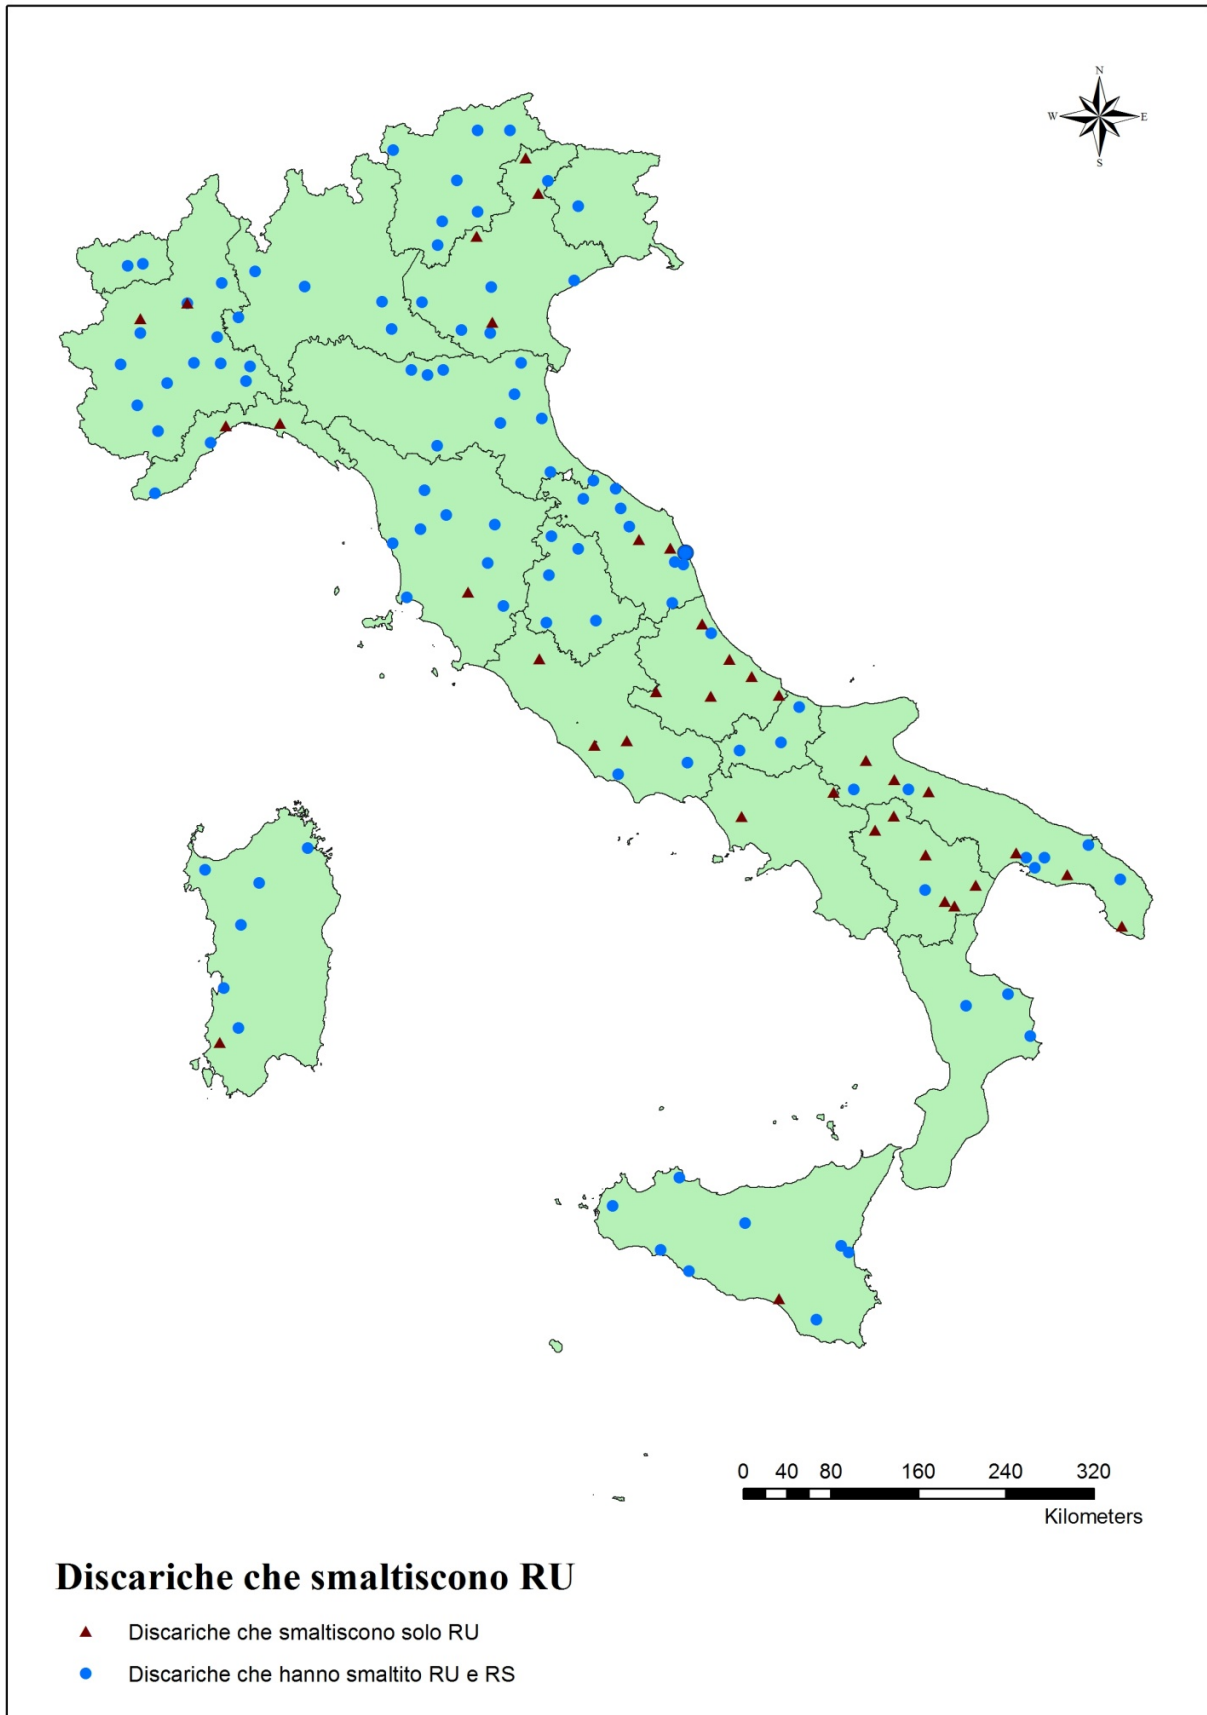 N
W E
S
0 40 80 160 240 320
Kilometers
Discariche che smaltiscono RU
Discariche che smaltiscono solo RU
Discariche che hanno smaltito RU e RS